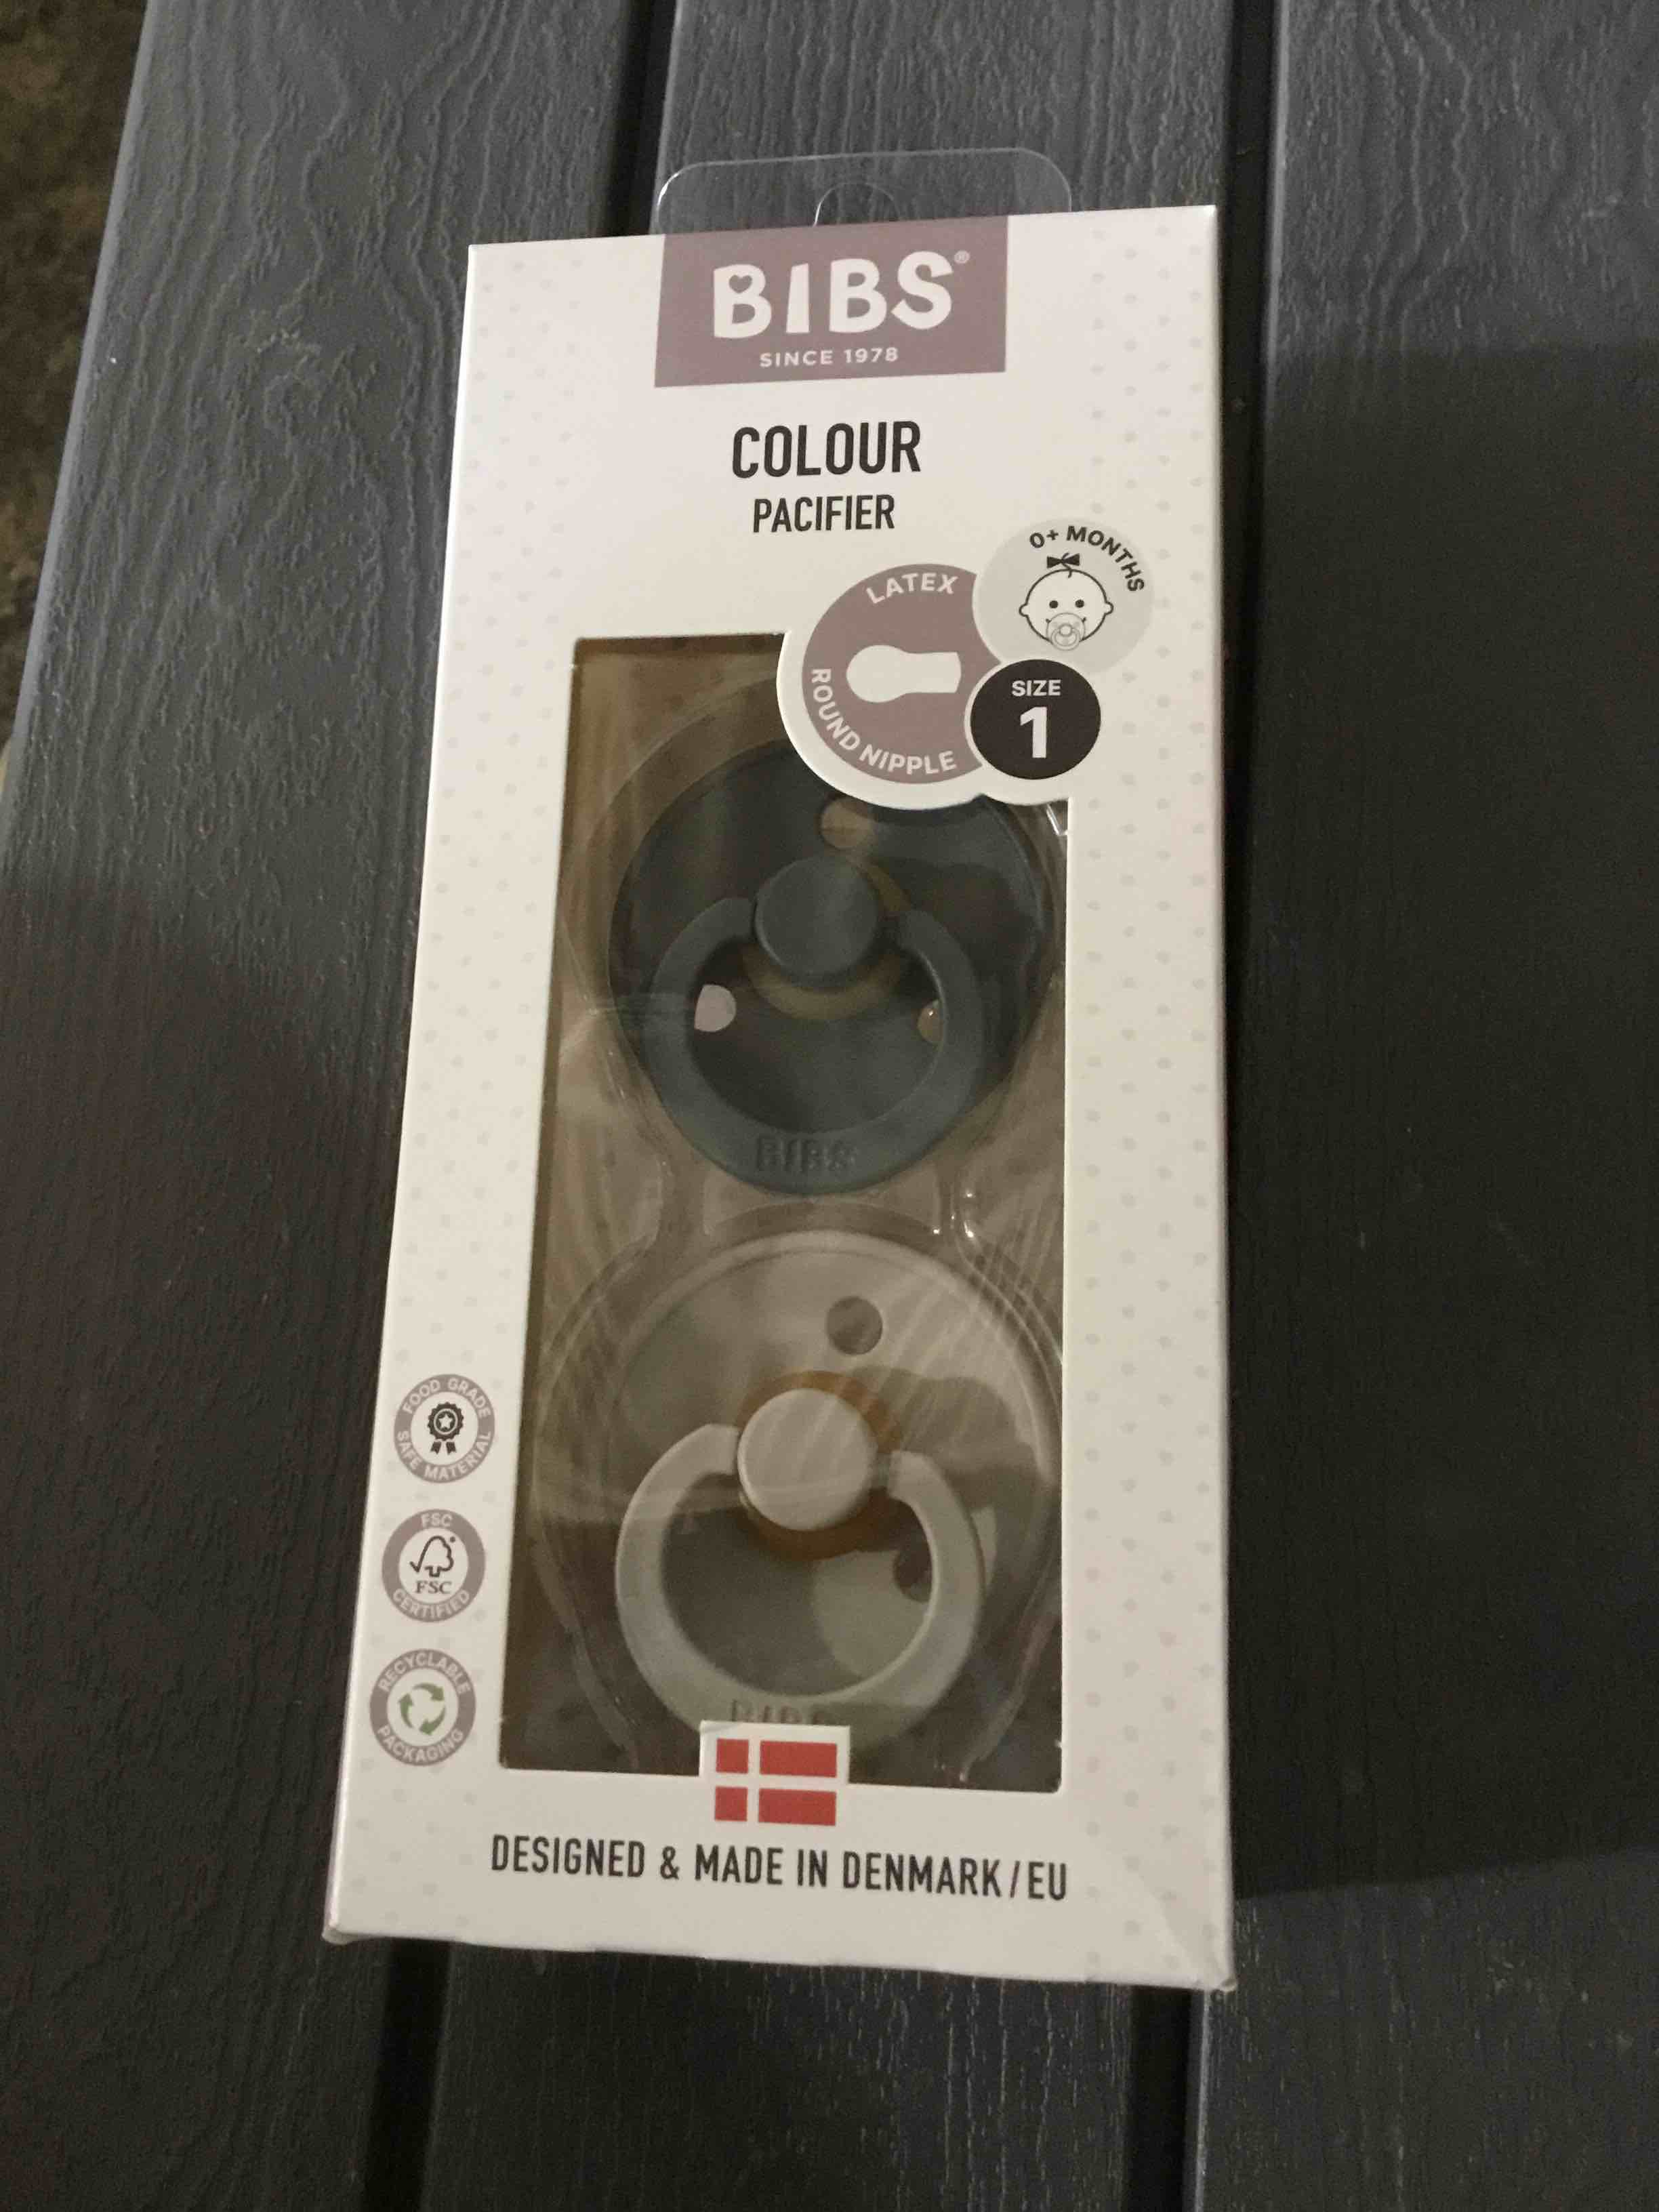 BIBS®
SINCE 1978
COLOUR
PACIFIER
0+ MONTHS
LATEX
ROUND NIPPLE
SIZE
1
BIBS
FOOD GRADE
SAFE MATERIAL
FSC
FSC
CERTIFIED
RECYCLABLE
PACKAGING
BIBS
DESIGNED & MADE IN DENMARK/EU